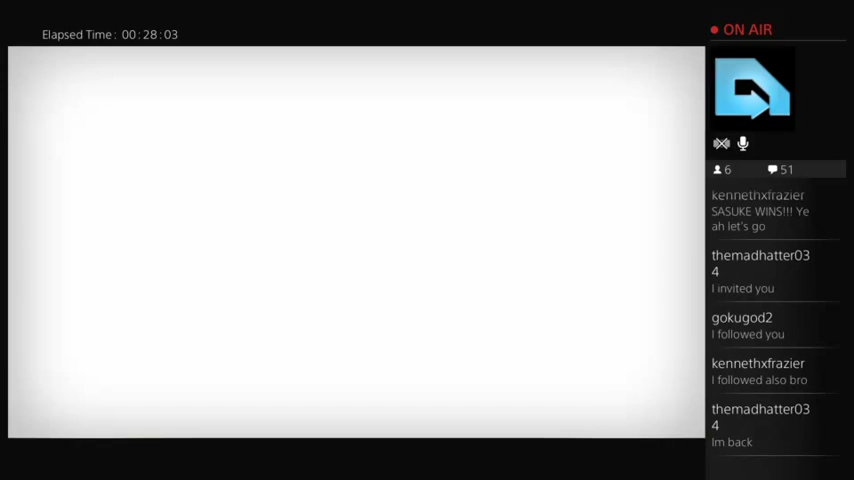 Elapsed Time: 00:28:03
ON AIR
6 51
kennethxfrazier
SASUKE WINS!!! Ye
ah let's go
themadhatter03
4
I invited you
gokugod2
I followed you
kennethxfrazier
I followed also bro
themadhatter03
4
Im back